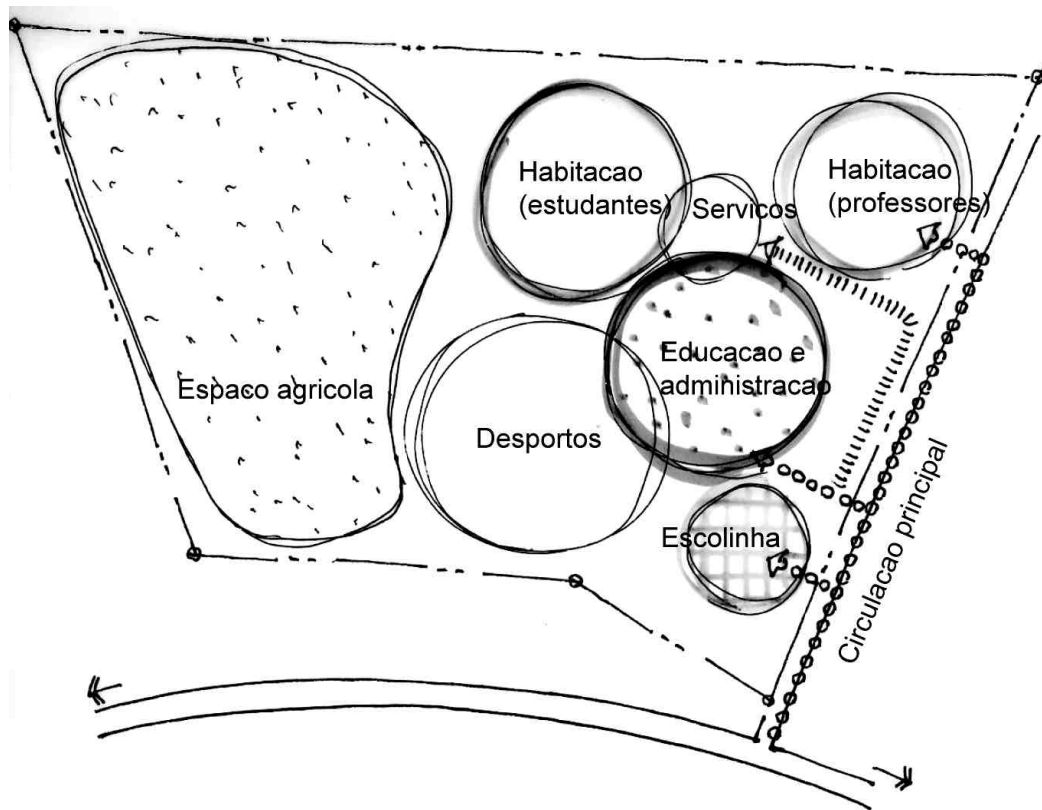 Habitacao
(estudantes)
Servicos
Habitacao
(professores)
Espaco agricola
Educacao e
administracao
Desportos
Escolinha
Circulacao principal